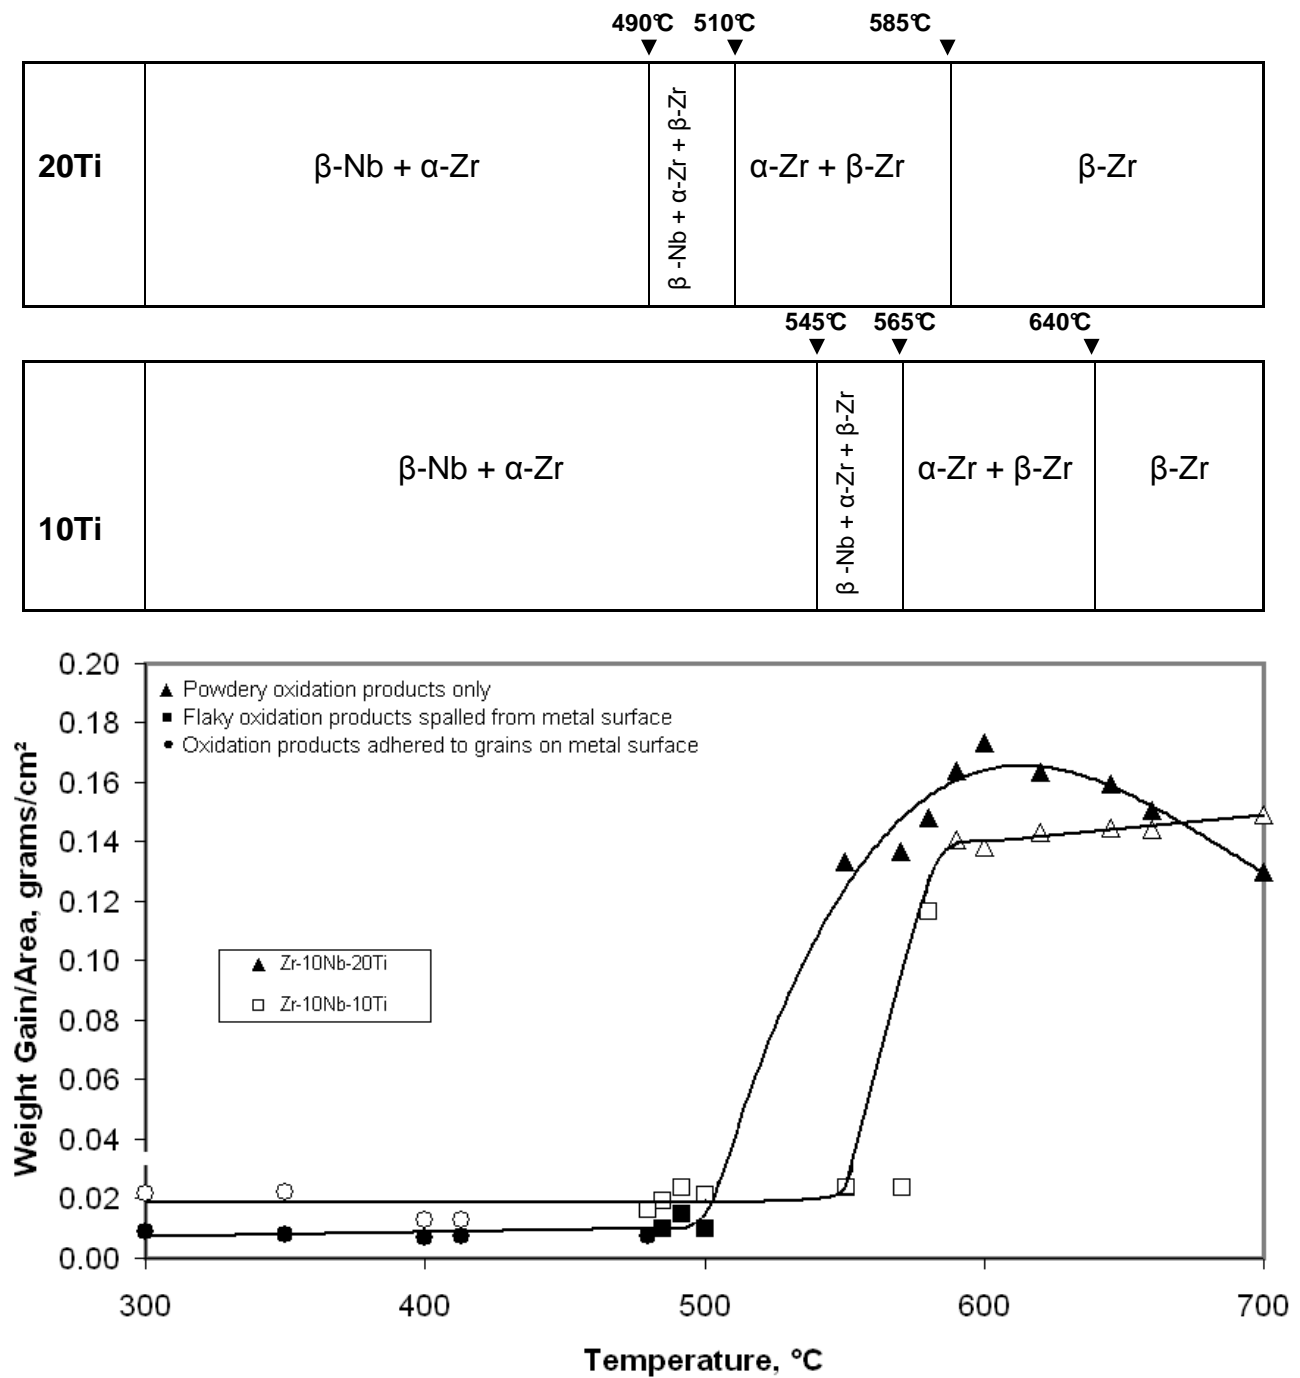 490℃ 510℃ 585℃
20Ti
β-Nb + α-Zr
β -Nb + α-Zr + β-Zr
α-Zr + β-Zr
β-Zr
545℃ 565℃ 640℃
10Ti
β-Nb + α-Zr
β -Nb + α-Zr + β-Zr
α-Zr + β-Zr
β-Zr
Weight Gain/Area, grams/cm²
0.20
0.18
0.16
0.14
0.12
0.10
0.08
0.06
0.04
0.02
0.00
▲ Powdery oxidation products only
■ Flaky oxidation products spalled from metal surface
● Oxidation products adhered to grains on metal surface
▲ Zr-10Nb-20Ti
□ Zr-10Nb-10Ti
300 400 500 600 700
Temperature, °C